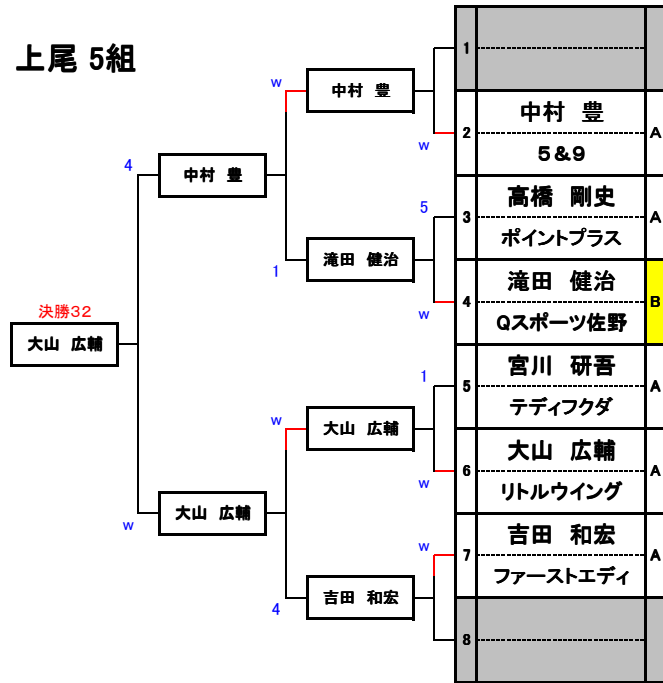 上尾 5組
1
2
中村 豊
A
5&9
3
高橋 剛史
A
ポイントプラス
4
滝田 健治
B
Qスポーツ佐野
5
宮川 研吾
A
テディフクダ
6
大山 広輔
A
リトルウイング
7
吉田 和宏
A
ファーストエディ
8
w
中村 豊
w
5
滝田 健治
1
w
1
大山 広輔
w
w
w
吉田 和宏
4
4
中村 豊
大山 広輔
w
決勝32
大山 広輔